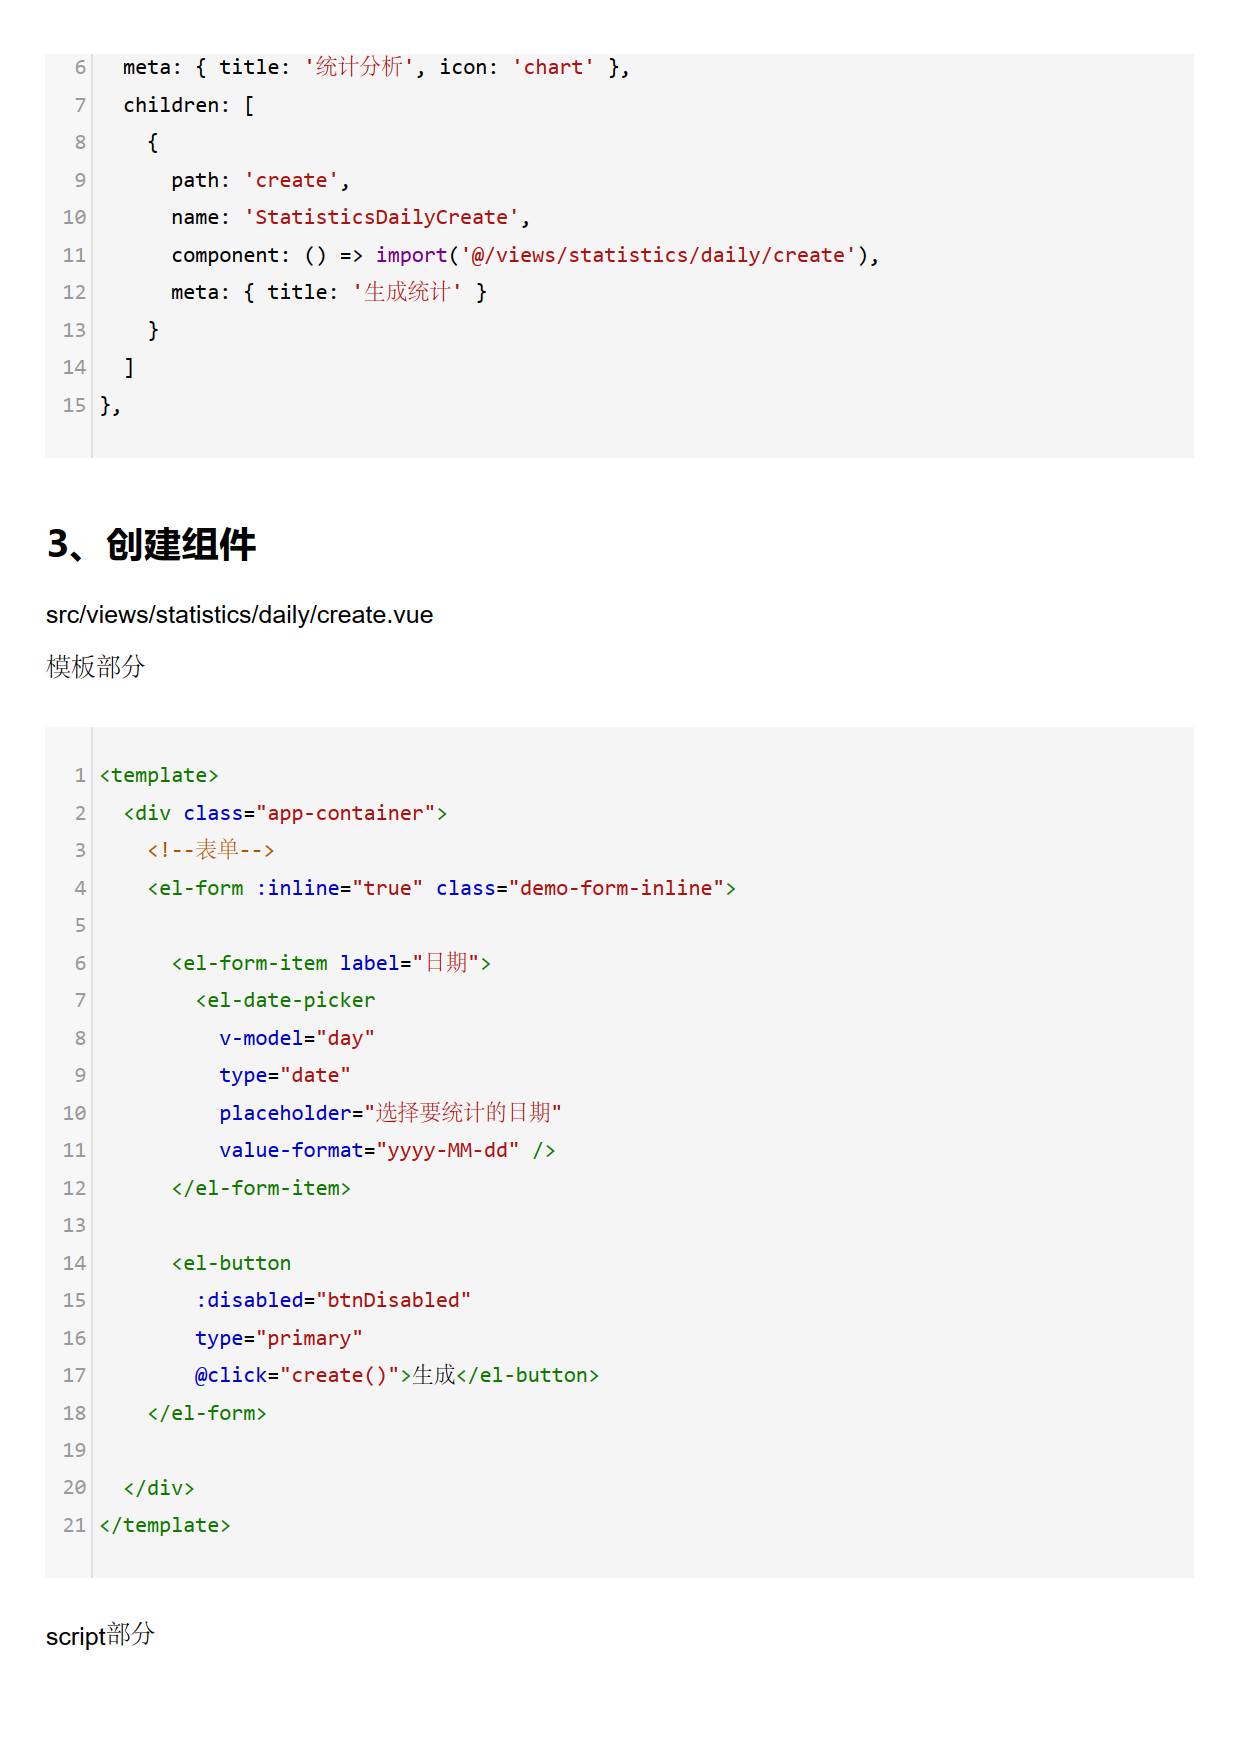 6 meta: { title: '统计分析', icon: 'chart' },
7 children: [
8 {
9 path: 'create',
10 name: 'StatisticsDailyCreate',
11 component: () => import('@/views/statistics/daily/create'),
12 meta: { title: '生成统计' }
13 }
14 ]
15 },
3、创建组件
src/views/statistics/daily/create.vue
模板部分
1 <template>
2 <div class="app-container">
3 <!--表单-->
4 <el-form :inline="true" class="demo-form-inline">
5
6 <el-form-item label="日期">
7 <el-date-picker
8 v-model="day"
9 type="date"
10 placeholder="选择要统计的日期"
11 value-format="yyyy-MM-dd" />
12 </el-form-item>
13
14 <el-button
15 :disabled="btnDisabled"
16 type="primary"
17 @click="create()">生成</el-button>
18 </el-form>
19
20 </div>
21 </template>
script部分